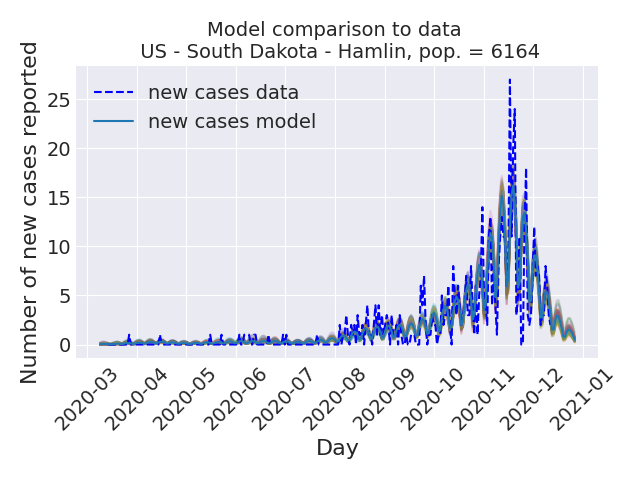 Model comparison to data
US - South Dakota - Hamlin, pop. = 6164
Number of new cases reported
25
20
15
10
5
0
new cases data
new cases model
2020-03
2020-04
2020-05
2020-06
2020-07
2020-08
2020-09
2020-10
2020-11
2020-12
2021-01
Day